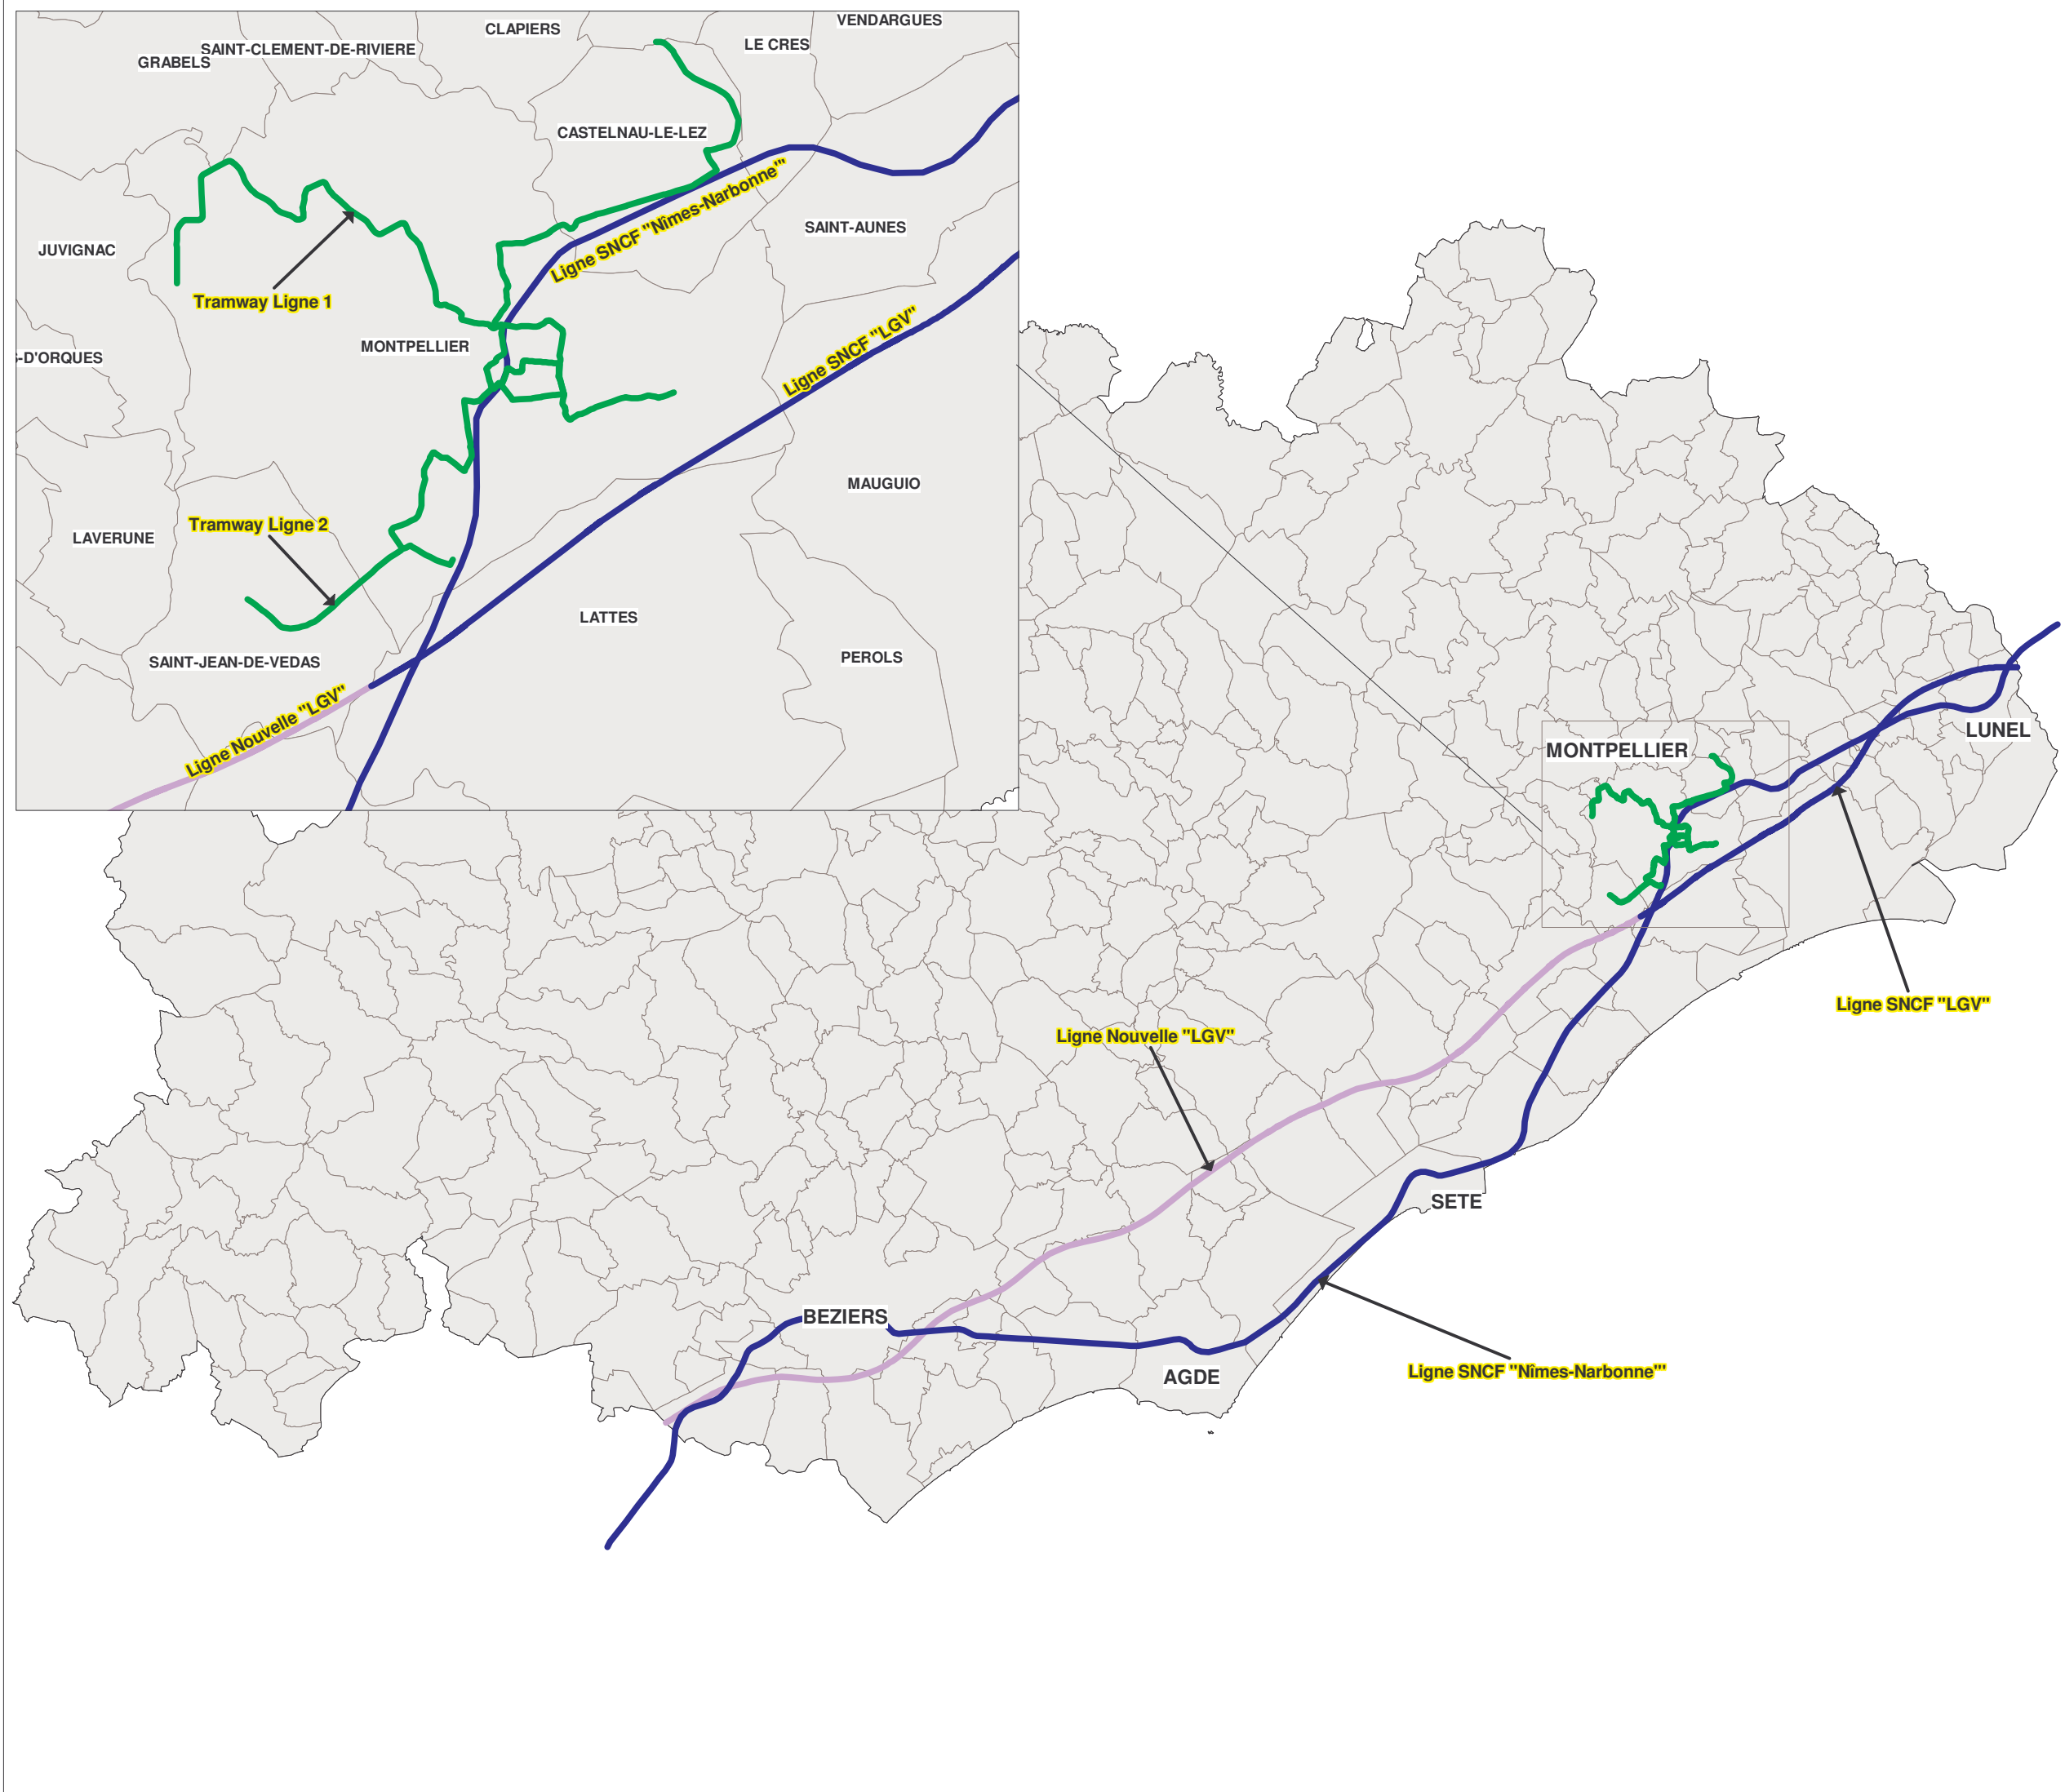 VENDARGUES
CLAPIERS
LE CRES
SAINT-CLEMENT-DE-RIVIERE
GRABELS
CASTELNAU-LE-LEZ
Ligne SNCF "Nîmes-Narbonne'"
SAINT-AUNES
JUVIGNAC
Tramway Ligne 1
MONTPELLIER
S-D'ORQUES
Ligne SNCF "LGV"
MAUGUIO
Tramway Ligne 2
LAVERUNE
LATTES
PEROLS
SAINT-JEAN-DE-VEDAS
Ligne Nouvelle "LGV"
LUNEL
MONTPELLIER
Ligne SNCF "LGV"
Ligne Nouvelle "LGV"
SETE
BEZIERS
AGDE
Ligne SNCF "Nîmes-Narbonne'"